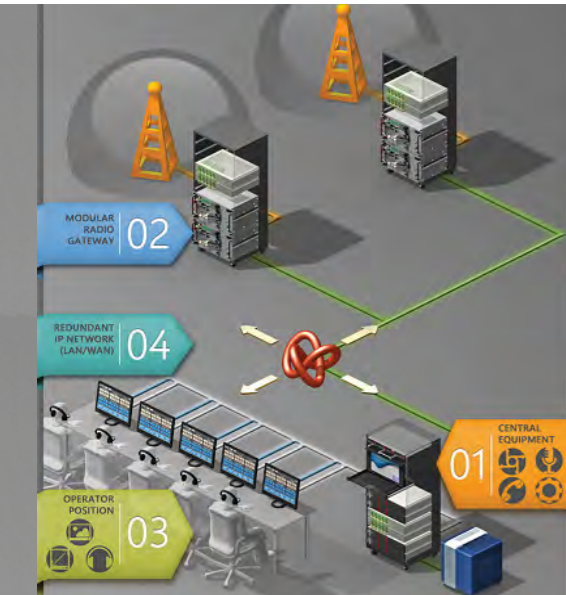 MODULAR
RADIO
GATEWAY
02
REDUNDANT
IP NETWORK
(LAN/WAN)
04
01
CENTRAL
EQUIPMENT
OPERATOR
POSITION
03